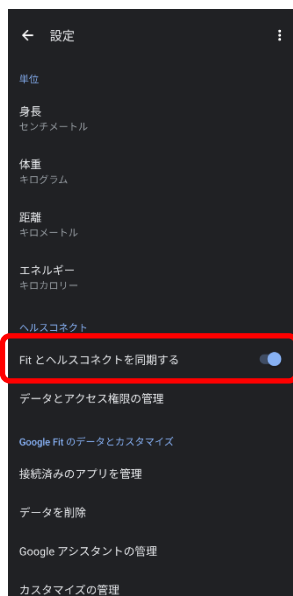 設定
単位
身長
センチメートル
体重
キログラム
距離
キロメートル
エネルギー
キロカロリー
ヘルスコネクト
Fit とヘルスコネクトを同期する
データとアクセス権限の管理
Google Fit のデータとカスタマイズ
接続済みのアプリを管理
データを削除
Google アシスタントの管理
カスタマイズの管理